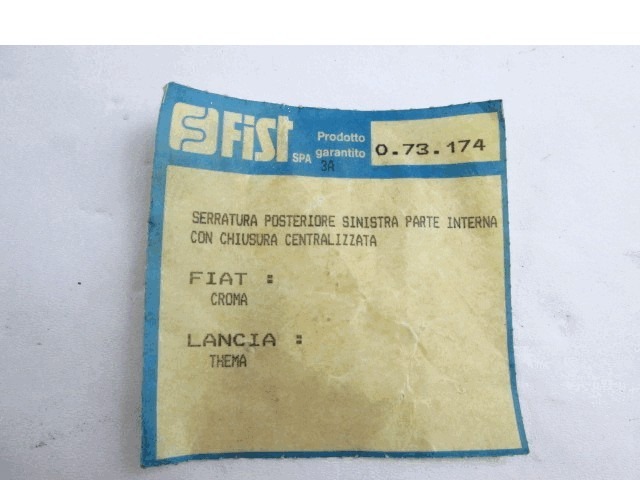 FiSt SPA
Prodotto
garantito
3A
0.73.174
SERRATURA POSTERIORE SINISTRA PARTE INTERNA
CON CHIUSURA CENTRALIZZATA
FIAT :
CROMA
LANCIA :
THEMA